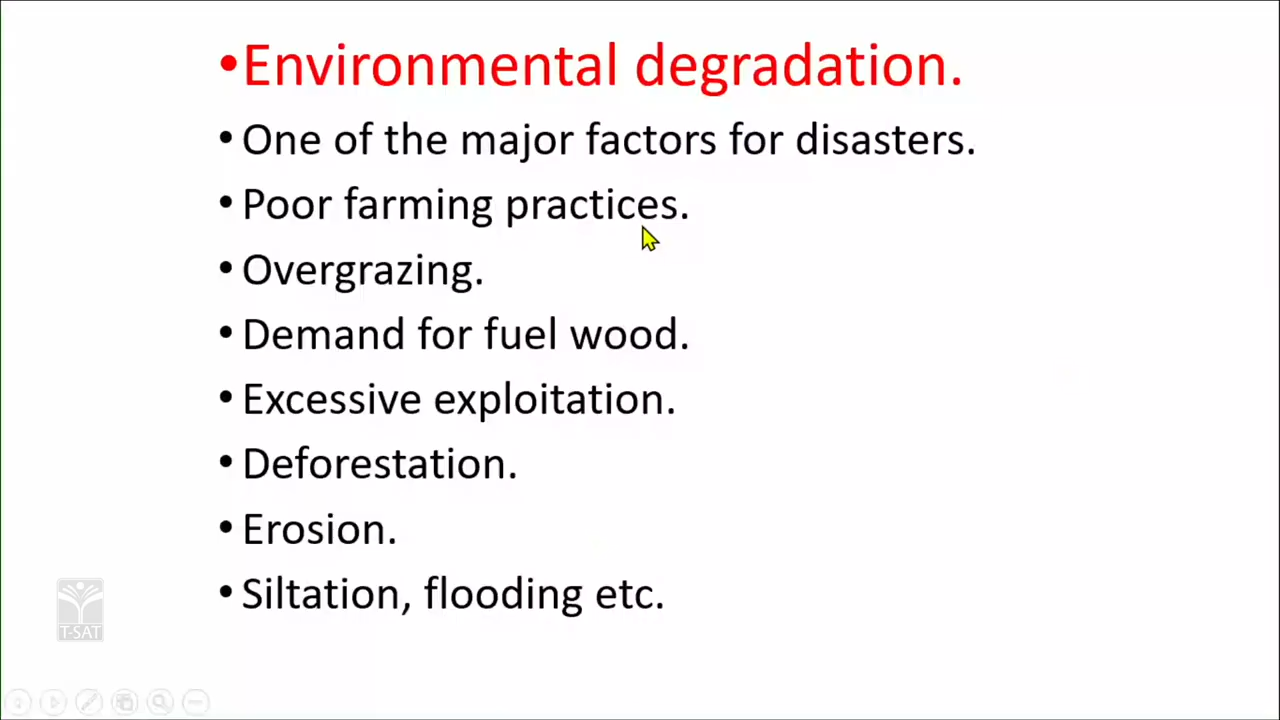 •Environmental degradation.
•One of the major factors for disasters.
•Poor farming practices.
•Overgrazing.
•Demand for fuel wood.
•Excessive exploitation.
•Deforestation.
•Erosion.
•Siltation, flooding etc.
T-SAT